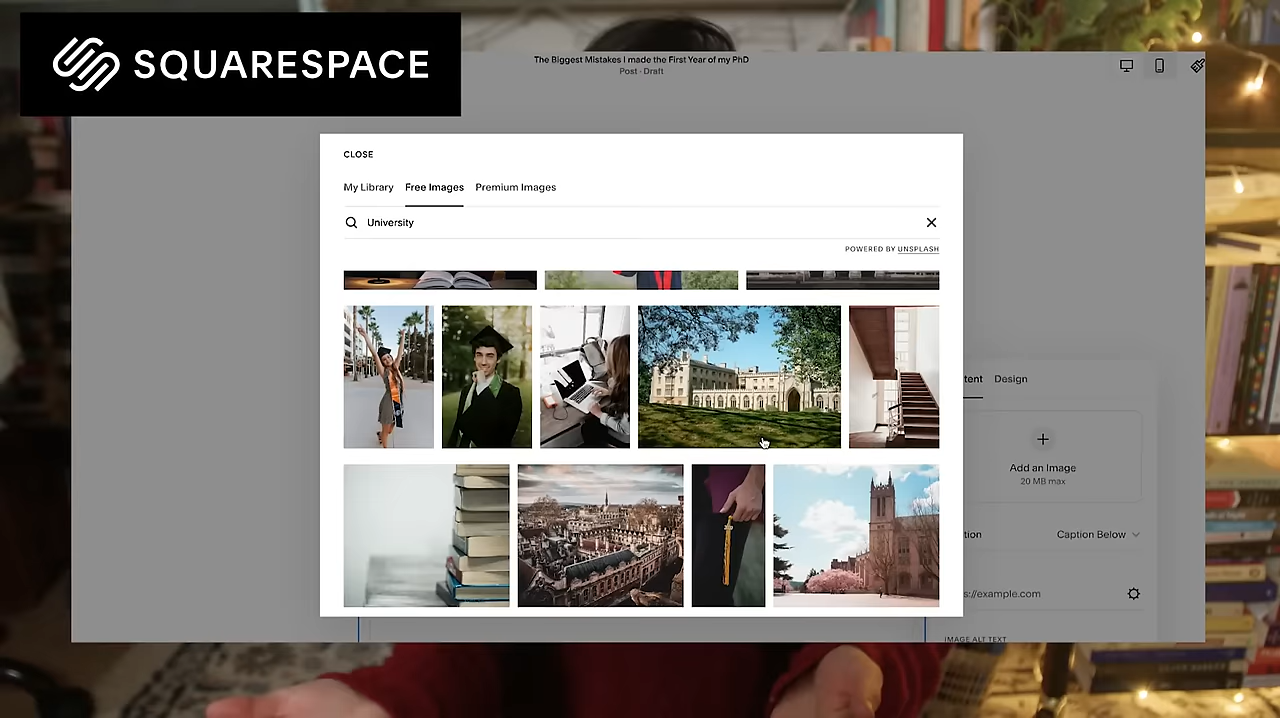 SQUARESPACE
The Biggest Mistakes I made the First Year of my PhD
Post · Draft
CLOSE
My Library Free Images Premium Images
University
POWERED BY UNSPLASH
tent Design
Add an Image
20 MB max
tion Caption Below
s://example.com
IMAGE ALT TEXT